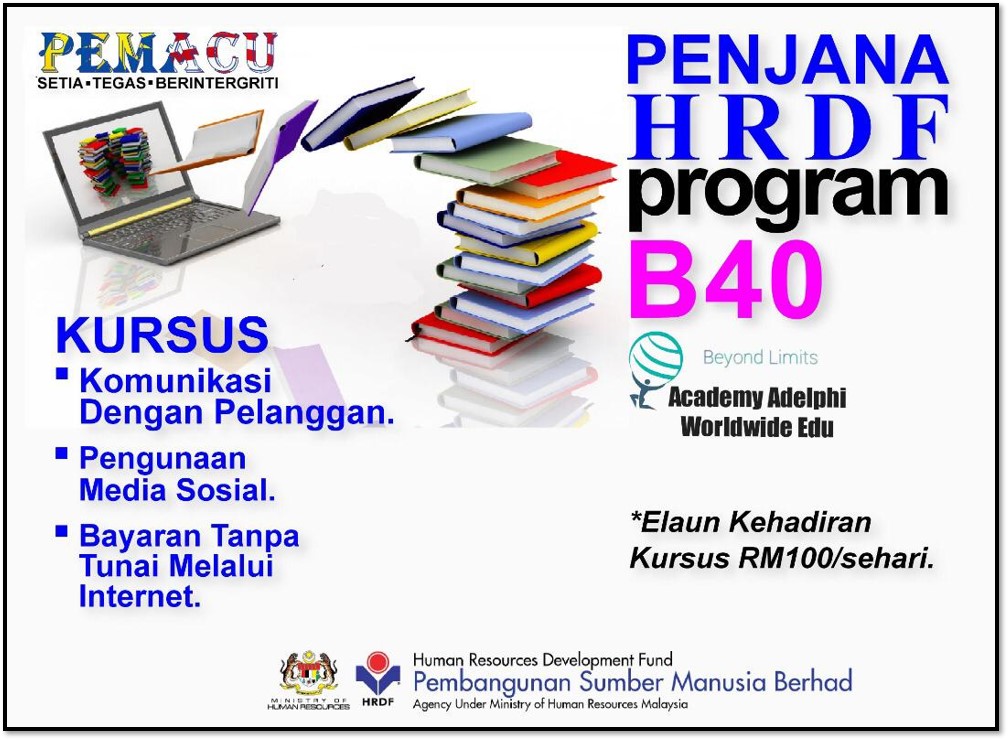 PEMACU
SETIA▪TEGAS▪BERINTERGRITI
PENJANA
HRDF
program
B40
Beyond Limits
Academy Adelphi
Worldwide Edu
KURSUS
▪ Komunikasi
Dengan Pelanggan.
▪ Pengunaan
Media Sosial.
▪ Bayaran Tanpa
Tunai Melalui
Internet.
*Elaun Kehadiran
Kursus RM100/sehari.
MINISTRY OF
HUMAN RESOURCES
HRDF
Human Resources Development Fund
Pembangunan Sumber Manusia Berhad
Agency Under Ministry of Human Resources Malaysia